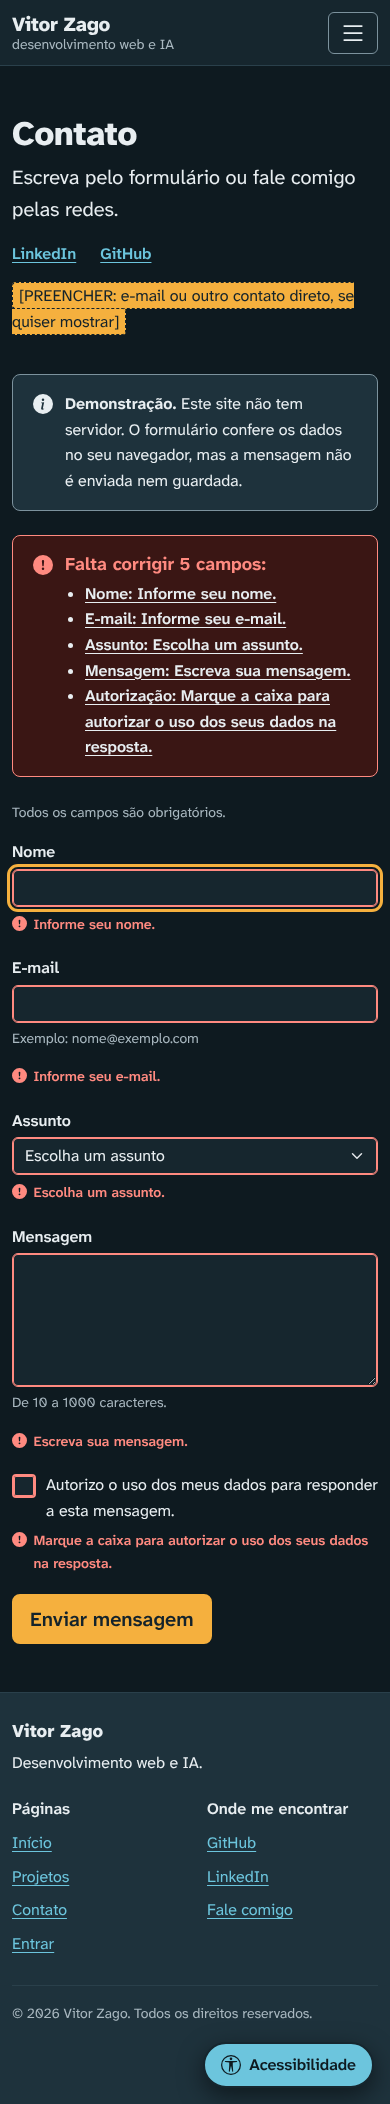 Vitor Zago
desenvolvimento web e IA
Contato
Escreva pelo formulário ou fale comigo
pelas redes.
LinkedIn GitHub
[PREENCHER: e-mail ou outro contato direto, se
quiser mostrar]
Demonstração. Este site não tem
servidor. O formulário confere os dados
no seu navegador, mas a mensagem não
é enviada nem guardada.
Falta corrigir 5 campos:
Nome: Informe seu nome.
E-mail: Informe seu e-mail.
Assunto: Escolha um assunto.
Mensagem: Escreva sua mensagem.
Autorização: Marque a caixa para
autorizar o uso dos seus dados na
resposta.
Todos os campos são obrigatórios.
Nome
Informe seu nome.
E-mail
Exemplo: nome@exemplo.com
Informe seu e-mail.
Assunto
Escolha um assunto
Escolha um assunto.
Mensagem
De 10 a 1000 caracteres.
Escreva sua mensagem.
Autorizo o uso dos meus dados para responder
a esta mensagem.
Marque a caixa para autorizar o uso dos seus dados
na resposta.
Enviar mensagem
Vitor Zago
Desenvolvimento web e IA.
Páginas
Início
Projetos
Contato
Entrar
Onde me encontrar
GitHub
LinkedIn
Fale comigo
© 2026 Vitor Zago. Todos os direitos reservados.
Acessibilidade